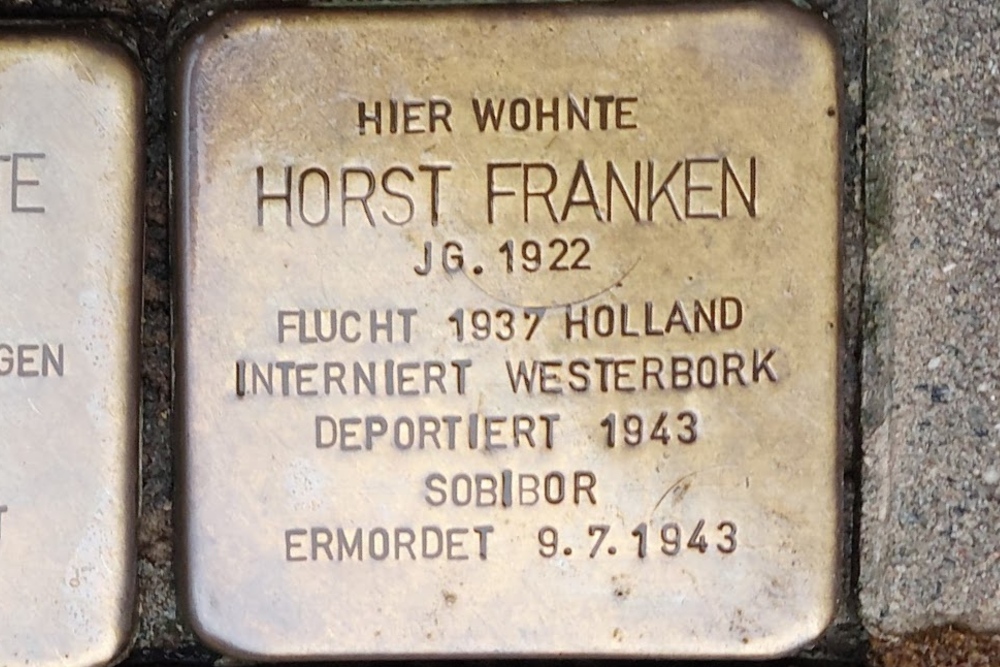 HIER WOHNTE
HORST FRANKEN
JG. 1922
FLUCHT 1937 HOLLAND
INTERNIERT WESTERBORK
DEPORTIERT 1943
SOBIBOR
ERMORDET 9.7.1943